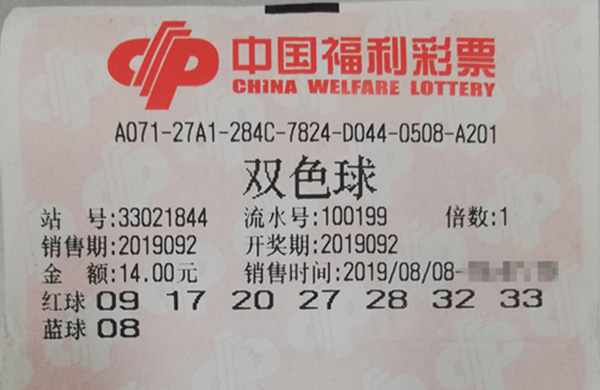 中国福利彩票
CHINA WELFARE LOTTERY
A071-27A1-284C-7824-D044-0508-A201
双色球
站 号:33021844 流水号:100199 倍数:1
销售期:2019092 开奖期:2019092
金 额:14.00元 销售时间:2019/08/08-
红球 09 17 20 27 28 32 33
蓝球 08